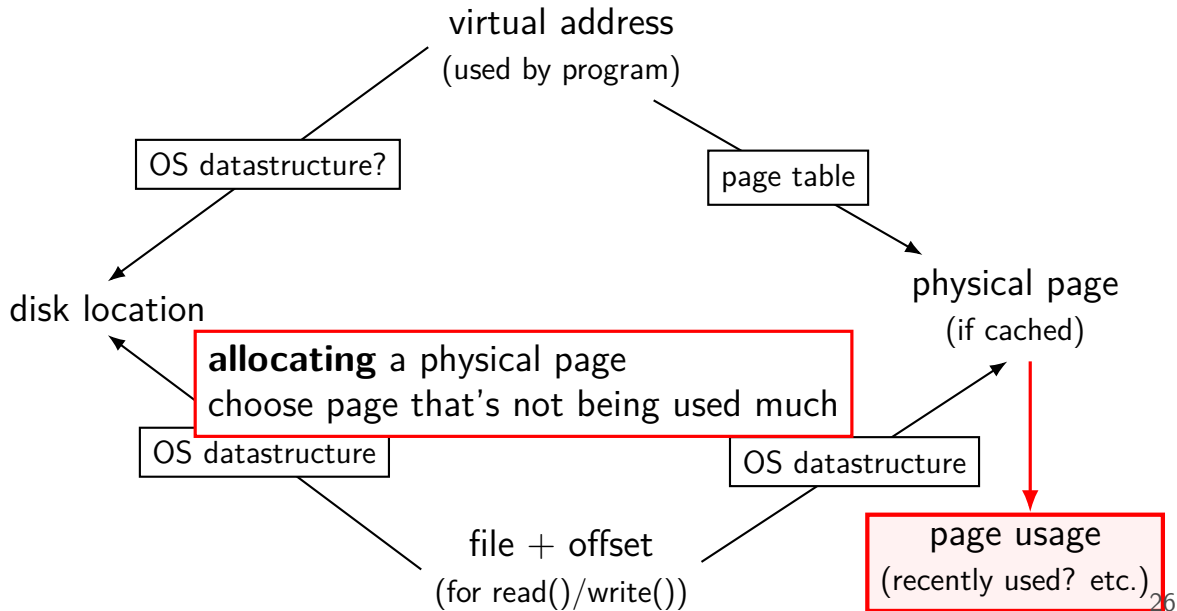 virtual address
(used by program)
OS datastructure?
page table
disk location
physical page
(if cached)
allocating a physical page
choose page that's not being used much
OS datastructure
OS datastructure
file + offset
(for read()/write())
page usage
(recently used? etc.)
26